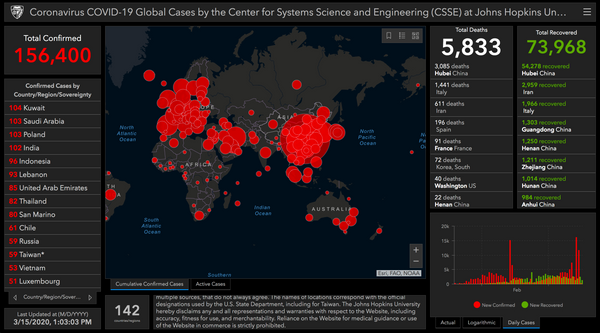 Coronavirus COVID-19 Global Cases by the Center for Systems Science and Engineering (CSSE) at Johns Hopkins Un...
Total Confirmed
156,400
Confirmed Cases by
Country/Region/Sovereignty
104 Kuwait
103 Saudi Arabia
103 Poland
102 India
96 Indonesia
93 Lebanon
85 United Arab Emirates
82 Thailand
80 San Marino
61 Chile
59 Russia
59 Taiwan*
53 Vietnam
51 Luxembourg
Country/Region/Sover...
Last Updated at (M/D/YYYY)
3/15/2020, 1:03:03 PM
North
Atlantic
Ocean
OPE
ASIA
North
Pacific
Ocean
AFRICA
South
Atlantic
Ocean
Indian
Ocean
AUSTRALIA
Southern
Esri, FAO, NOAA
Cumulative Confirmed Cases
Active Cases
142
countries/regions
multiple sources, that do not always agree. The names of locations correspond with the official
designations used by the U.S. State Department, including for Taiwan. The Johns Hopkins University
hereby disclaims any and all representations and warranties with respect to the Website, including
accuracy, fitness for use, and merchantability. Reliance on the Website for medical guidance or use
of the Website in commerce is strictly prohibited.
Total Deaths
5,833
3,085 deaths
Hubei China
1,441 deaths
Italy
611 deaths
Iran
196 deaths
Spain
91 deaths
France France
72 deaths
Korea, South
40 deaths
Washington US
22 deaths
Henan China
Total Recovered
73,968
54,278 recovered
Hubei China
2,959 recovered
Iran
1,966 recovered
Italy
1,303 recovered
Guangdong China
1,250 recovered
Henan China
1,211 recovered
Zhejiang China
1,014 recovered
Hunan China
984 recovered
Anhui China
20k
10k
0
Feb
New Confirmed
New Recovered
Actual
Logarithmic
Daily Cases